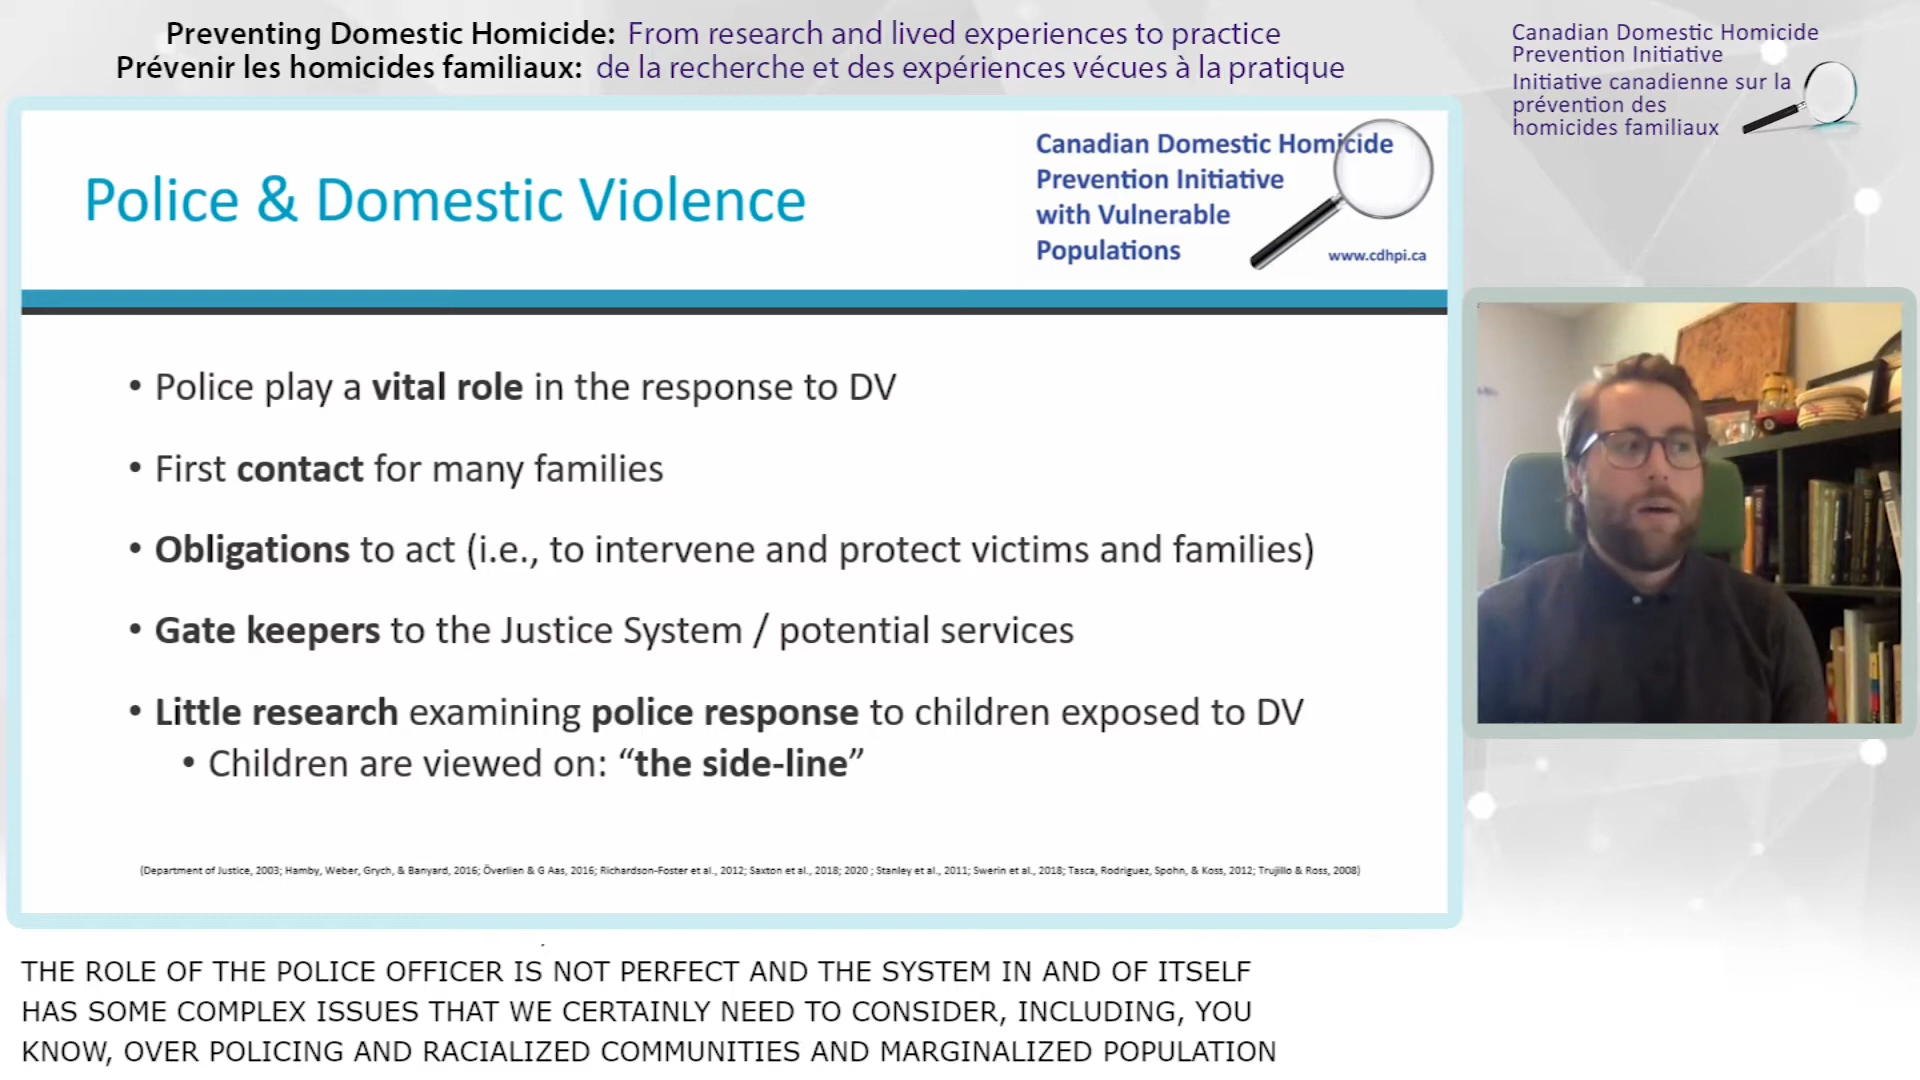 Preventing Domestic Homicide: From research and lived experiences to practice
Prévenir les homicides familiaux: de la recherche et des expériences vécues à la pratique
Canadian Domestic Homicide
Prevention Initiative
Initiative canadienne sur la
prévention des
homicides familiaux
Police & Domestic Violence
Canadian Domestic Homicide
Prevention Initiative
with Vulnerable
Populations
www.cdhpi.ca
• Police play a vital role in the response to DV
• First contact for many families
• Obligations to act (i.e., to intervene and protect victims and families)
• Gate keepers to the Justice System / potential services
• Little research examining police response to children exposed to DV
• Children are viewed on: “the side-line”
(Department of Justice, 2003; Hamby, Weber, Grych, & Banyard, 2016; Överlien & G Aas, 2016; Richardson-Foster et al., 2012; Saxton et al., 2018; 2020 ; Stanley et al., 2011; Swerin et al., 2018; Tasca, Rodriguez, Spohn, & Koss, 2012; Trujillo & Ross, 2008)
THE ROLE OF THE POLICE OFFICER IS NOT PERFECT AND THE SYSTEM IN AND OF ITSELF
HAS SOME COMPLEX ISSUES THAT WE CERTAINLY NEED TO CONSIDER, INCLUDING, YOU
KNOW, OVER POLICING AND RACIALIZED COMMUNITIES AND MARGINALIZED POPULATION